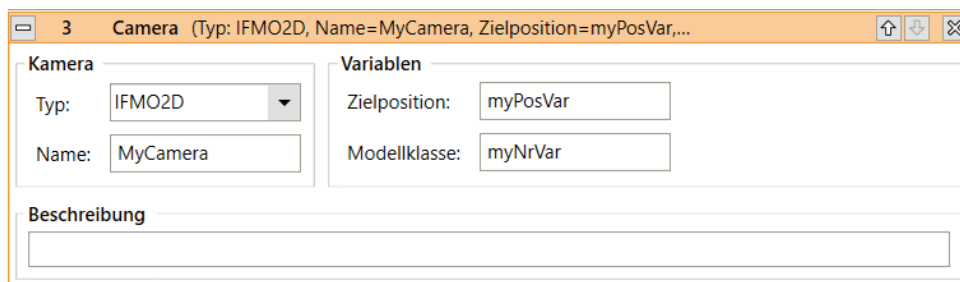 3 Camera (Typ: IFMO2D, Name=MyCamera, Zielposition=myPosVar,...
Kamera Variablen
Typ: IFMO2D Zielposition: myPosVar
Name: MyCamera Modellklasse: myNrVar
Beschreibung